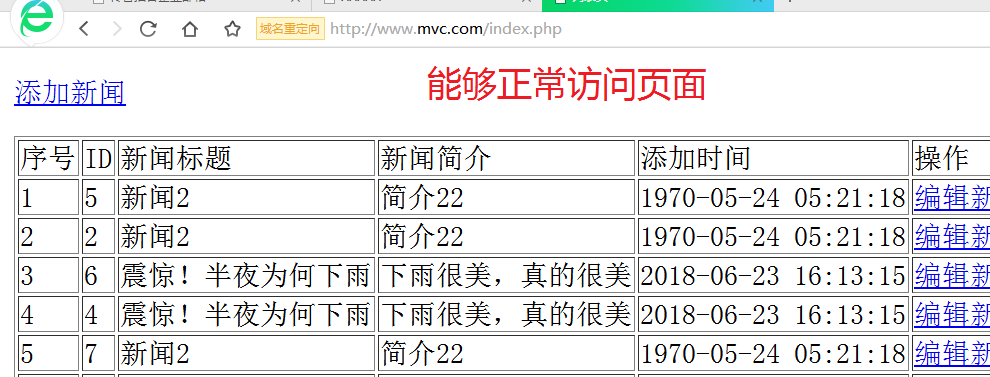 域名重定向 http://www.mvc.com/index.php
能够正常访问页面
添加新闻
序号 ID 新闻标题 新闻简介 添加时间 操作
1 5 新闻2 简介22 1970-05-24 05:21:18 编辑新
2 2 新闻2 简介22 1970-05-24 05:21:18 编辑新
3 6 震惊！半夜为何下雨 下雨很美，真的很美 2018-06-23 16:13:15 编辑新
4 4 震惊！半夜为何下雨 下雨很美，真的很美 2018-06-23 16:13:15 编辑新
5 7 新闻2 简介22 1970-05-24 05:21:18 编辑新